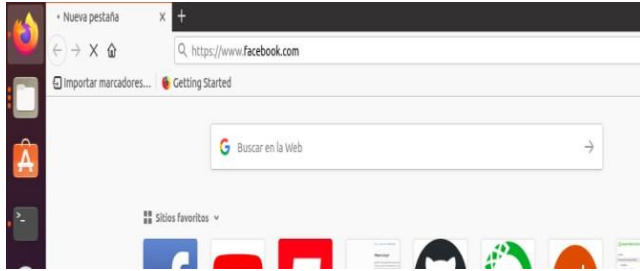 Nueva pestaña
https://www.facebook.com
Importar marcadores... Getting Started
Buscar en la Web
Sitios favoritos